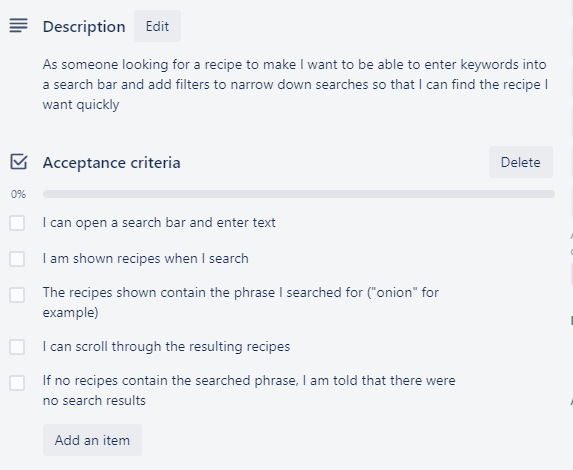 Description Edit
As someone looking for a recipe to make I want to be able to enter keywords into
a search bar and add filters to narrow down searches so that I can find the recipe I
want quickly
Acceptance criteria Delete
0%
I can open a search bar and enter text
I am shown recipes when I search
The recipes shown contain the phrase I searched for ("onion" for
example)
I can scroll through the resulting recipes
If no recipes contain the searched phrase, I am told that there were
no search results
Add an item